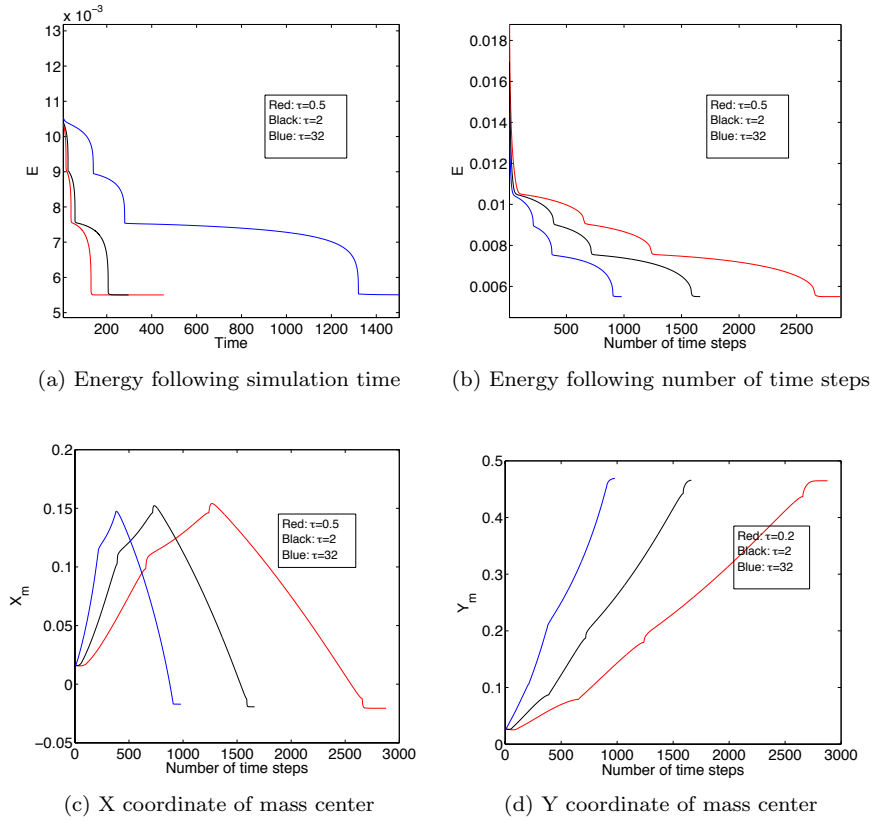 x 10⁻³
13
12
11
10
9
8
7
6
5
E
Red: τ=0.5
Black: τ=2
Blue: τ=32
200 400 600 800 1000 1200 1400
Time
(a) Energy following simulation time
0.018
0.016
0.014
0.012
0.01
0.008
0.006
E
Red: τ=0.5
Black: τ=2
Blue: τ=32
500 1000 1500 2000 2500
Number of time steps
(b) Energy following number of time steps
0.2
0.15
0.1
0.05
0
−0.05
X_m
Red: τ=0.5
Black: τ=2
Blue: τ=32
0 500 1000 1500 2000 2500 3000
Number of time steps
(c) X coordinate of mass center
0.5
0.4
0.3
0.2
0.1
0
Y_m
Red: τ=0.2
Black: τ=2
Blue: τ=32
0 500 1000 1500 2000 2500 3000
Number of time steps
(d) Y coordinate of mass center